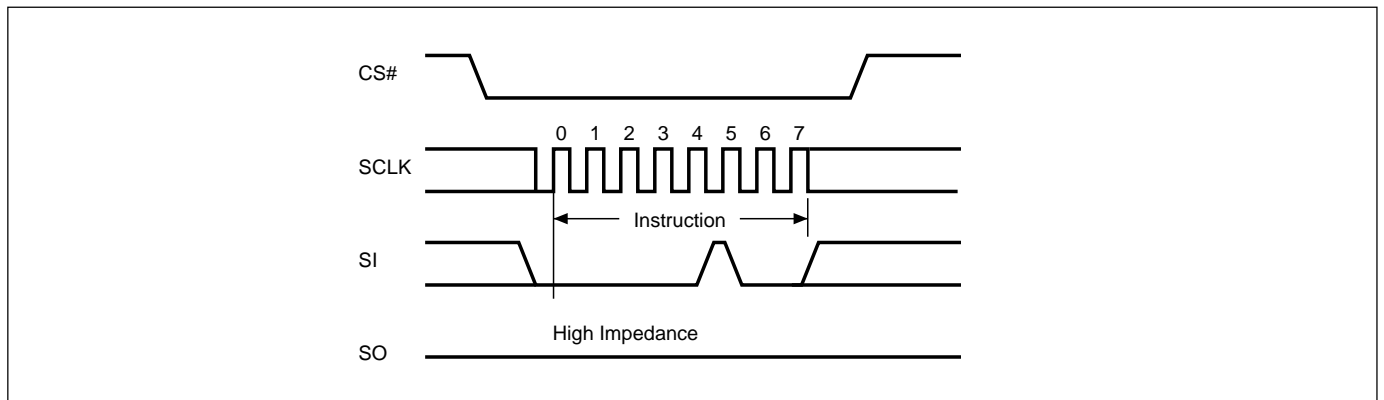 CS#
0 1 2 3 4 5 6 7
SCLK
Instruction
SI
High Impedance
SO